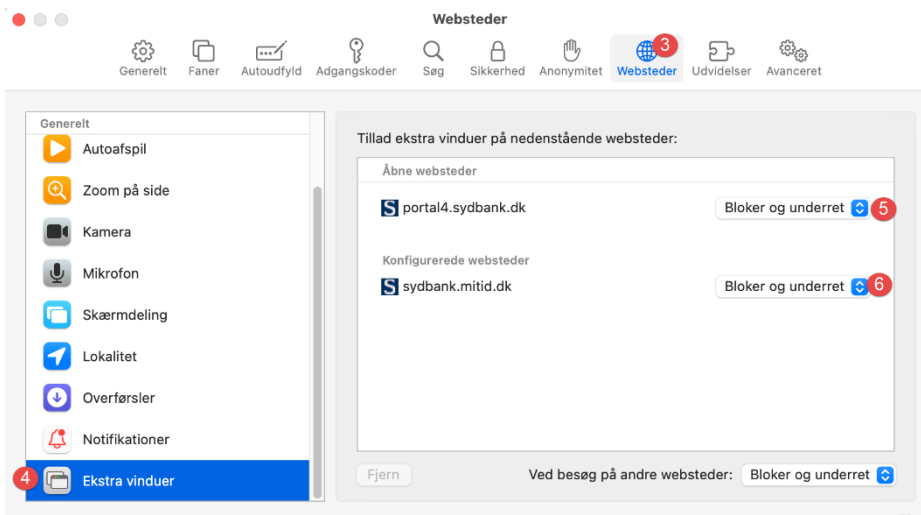 Websteder
Generelt Faner Autoudfyld Adgangskoder Søg Sikkerhed Anonymitet Websteder 3 Udvidelser Avanceret
Generelt
Autoafspil
Zoom på side
Kamera
Mikrofon
Skærmdeling
Lokalitet
Overførsler
Notifikationer
4 Ekstra vinduer
Tillad ekstra vinduer på nedenstående websteder:
Åbne websteder
S portal4.sydbank.dk Bloker og underret 5
Konfigurerede websteder
S sydbank.mitid.dk Bloker og underret 6
Fjern Ved besøg på andre websteder: Bloker og underret